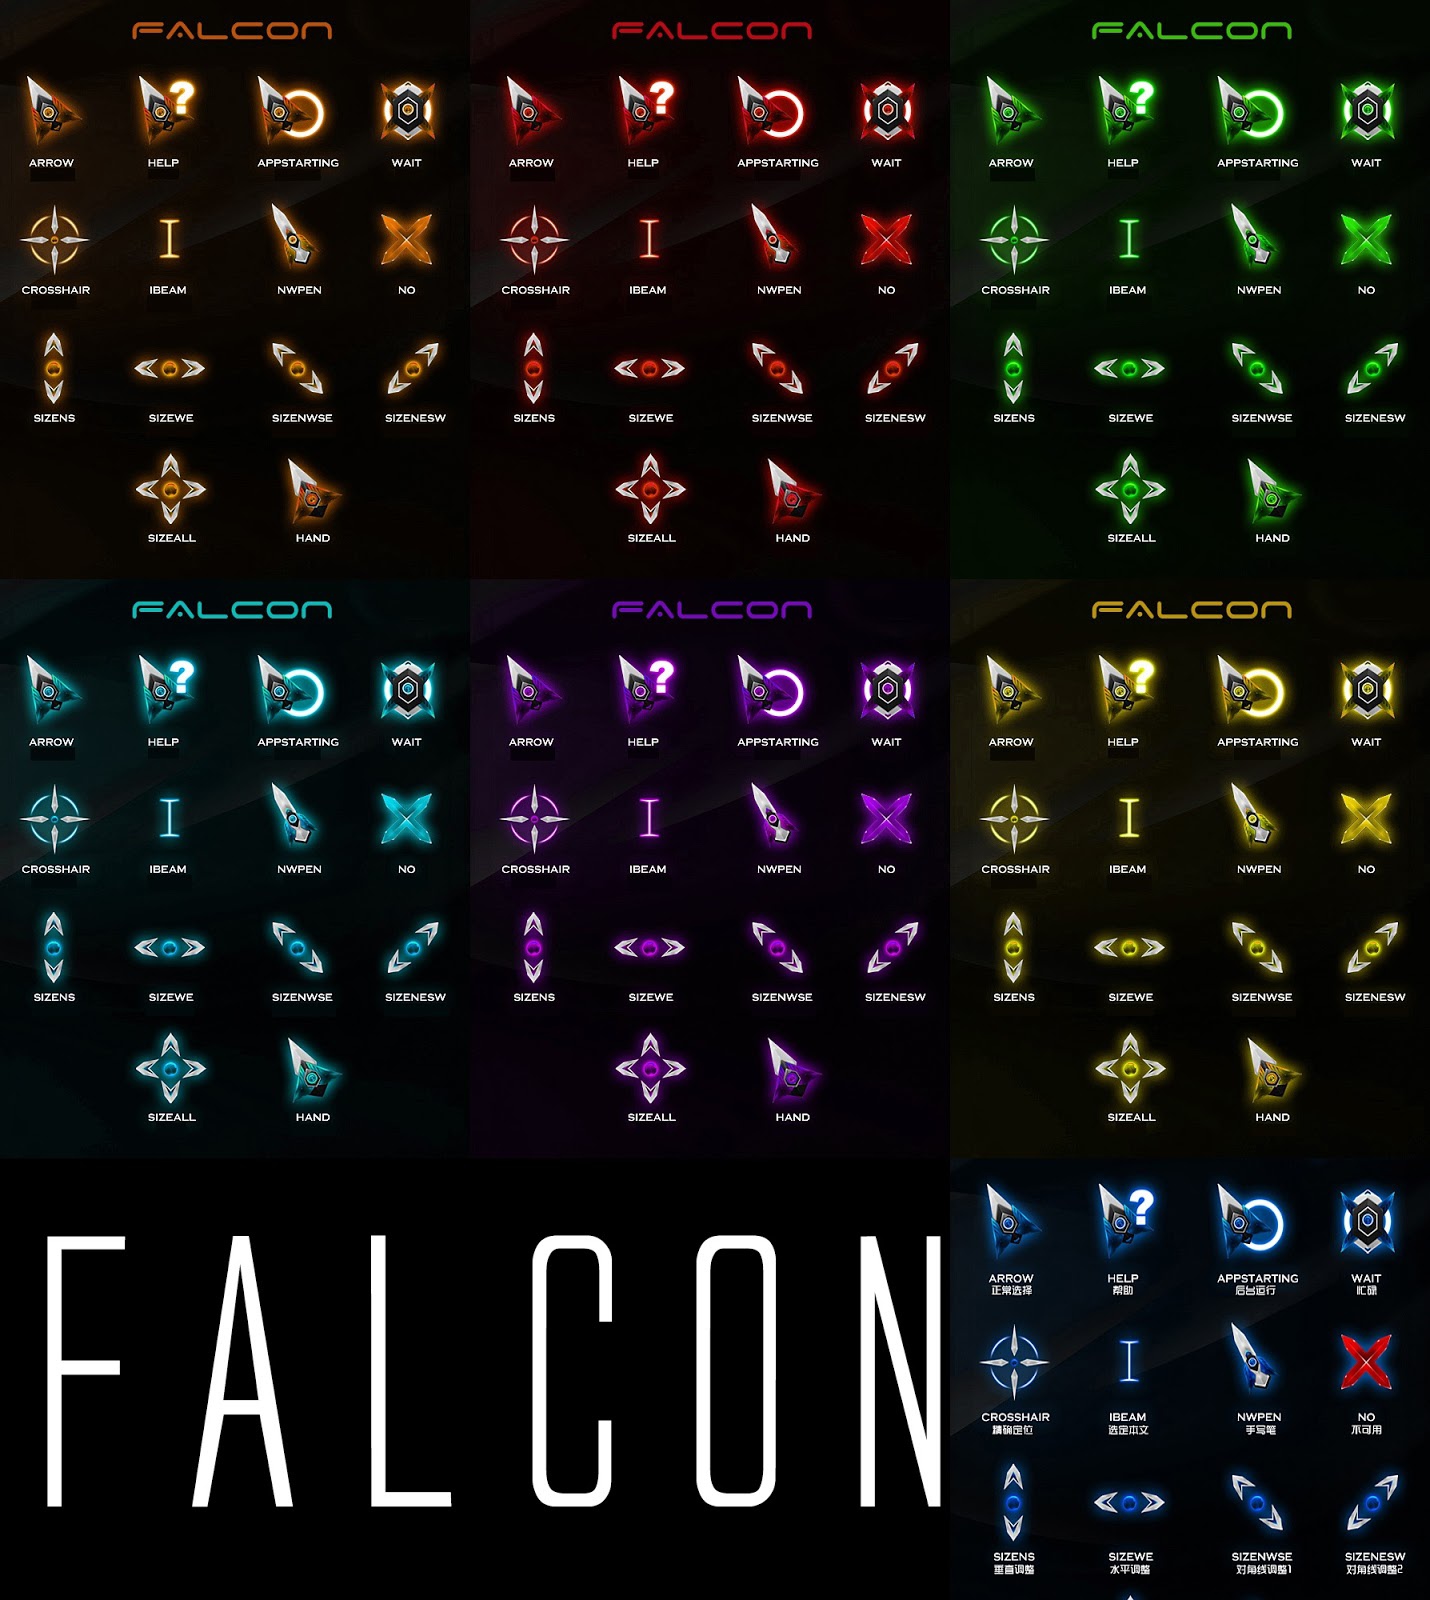 FALCON
ARROW HELP APPSTARTING WAIT
CROSSHAIR IBEAM NWPEN NO
SIZENS SIZEWE SIZENWSE SIZENESW
SIZEALL HAND
FALCON
ARROW HELP APPSTARTING WAIT
CROSSHAIR IBEAM NWPEN NO
SIZENS SIZEWE SIZENWSE SIZENESW
SIZEALL HAND
FALCON
ARROW HELP APPSTARTING WAIT
CROSSHAIR IBEAM NWPEN NO
SIZENS SIZEWE SIZENWSE SIZENESW
SIZEALL HAND
FALCON
ARROW HELP APPSTARTING WAIT
CROSSHAIR IBEAM NWPEN NO
SIZENS SIZEWE SIZENWSE SIZENESW
SIZEALL HAND
FALCON
ARROW HELP APPSTARTING WAIT
CROSSHAIR IBEAM NWPEN NO
SIZENS SIZEWE SIZENWSE SIZENESW
SIZEALL HAND
FALCON
ARROW HELP APPSTARTING WAIT
CROSSHAIR IBEAM NWPEN NO
SIZENS SIZEWE SIZENWSE SIZENESW
SIZEALL HAND
FALCON
ARROW HELP APPSTARTING WAIT
正常选择 帮助 后台运行 忙碌
CROSSHAIR IBEAM NWPEN NO
精确定位 选定本文 手写笔 不可用
SIZENS SIZEWE SIZENWSE SIZENESW
垂直调整 水平调整 对角线调整1 对角线调整2